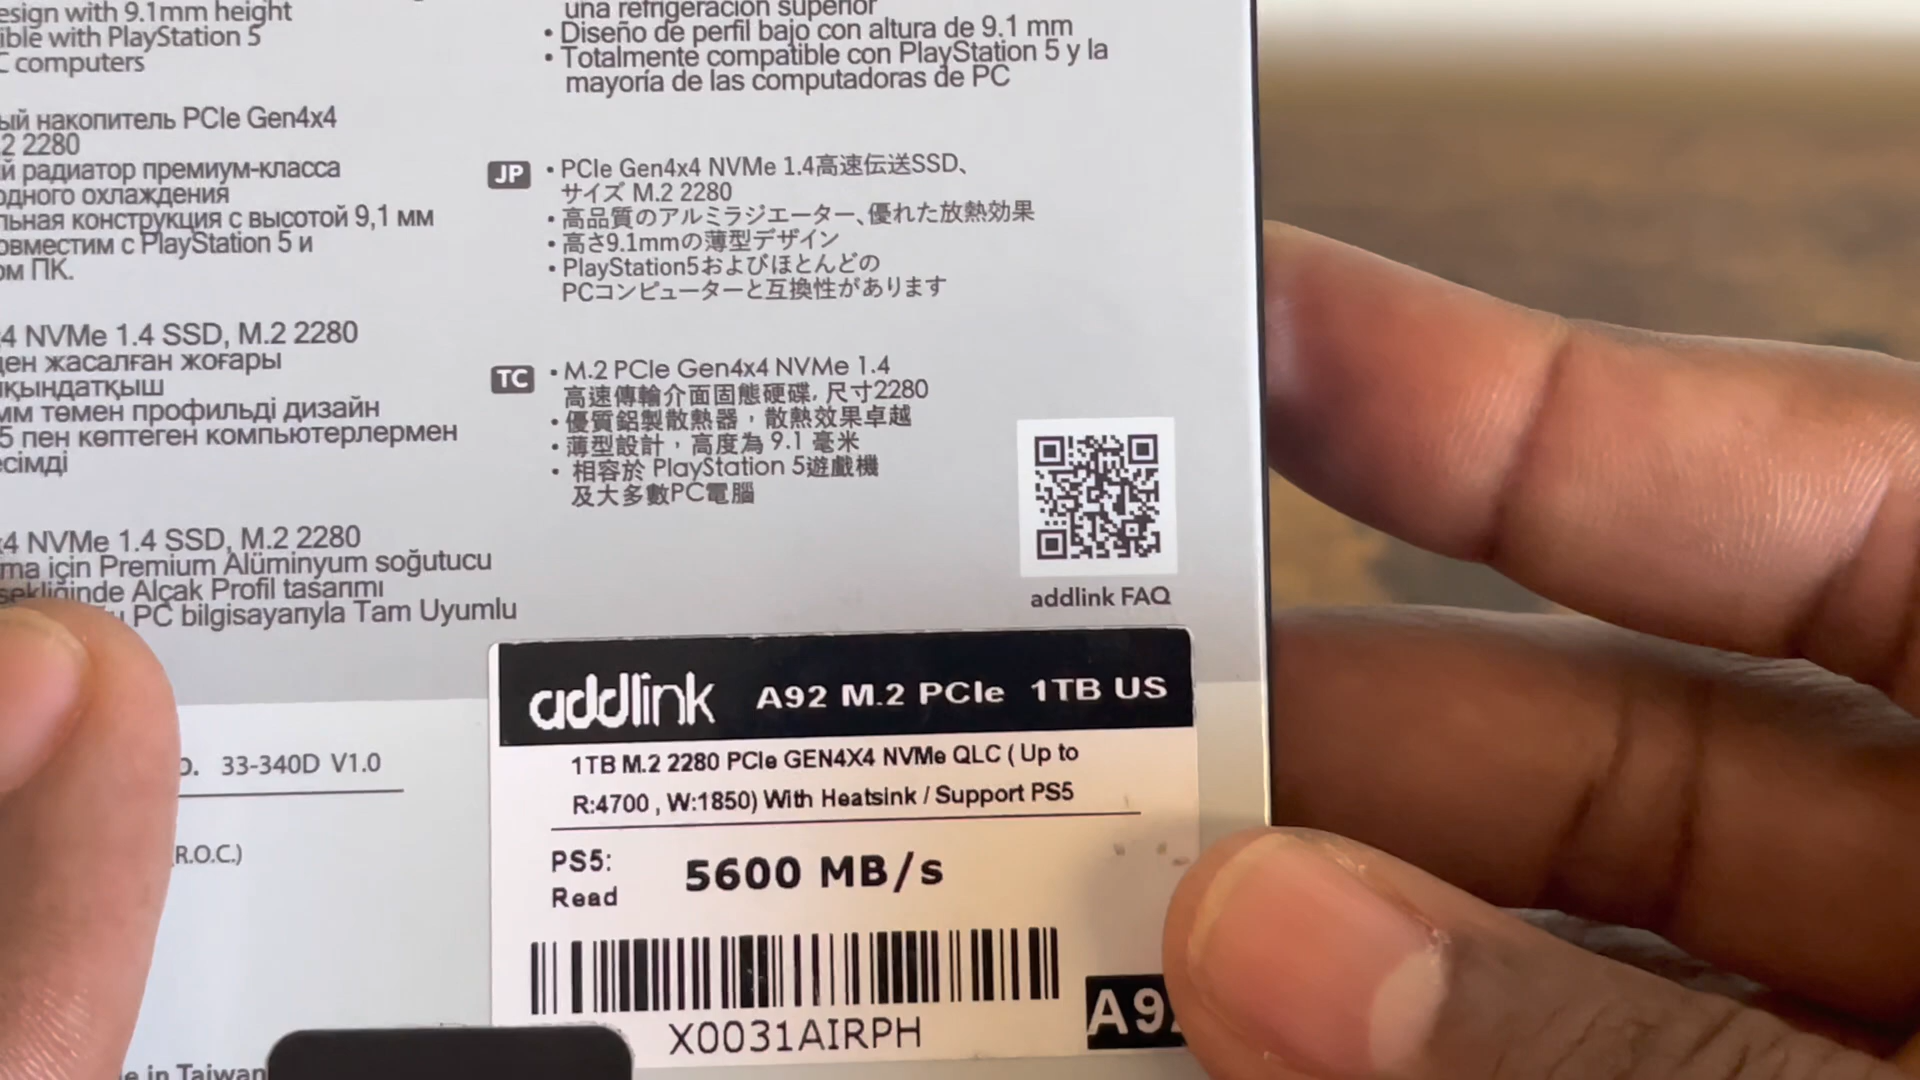 esign with 9.1mm height
ible with PlayStation 5
C computers
ый накопитель PCIe Gen4x4
.2 2280
й радиатор премиум-класса
одного охлаждения
льная конструкция с высотой 9,1 мм
овместим с PlayStation 5 и
ом ПК.
4 NVMe 1.4 SSD, M.2 2280
ден жасалған жоғары
қындатқыш
мм төмен профильді дизайн
5 пен көптеген компьютерлермен
есімді
x4 NVMe 1.4 SSD, M.2 2280
ma için Premium Alüminyum soğutucu
sekliğinde Alçak Profil tasarımı
PC bilgisayarıyla Tam Uyumlu
una refrigeración superior
• Diseño de perfil bajo con altura de 9.1 mm
• Totalmente compatible con PlayStation 5 y la
mayoría de las computadoras de PC
JP
• PCIe Gen4x4 NVMe 1.4高速伝送SSD、
サイズ M.2 2280
• 高品質のアルミラジエーター、優れた放熱効果
• 高さ9.1mmの薄型デザイン
• PlayStation5およびほとんどの
PCコンピューターと互換性があります
TC
• M.2 PCIe Gen4x4 NVMe 1.4
高速傳輸介面固態硬碟, 尺寸2280
• 優質鋁製散熱器，散熱效果卓越
• 薄型設計，高度為 9.1 毫米
• 相容於 PlayStation 5遊戲機
及大多數PC電腦
addlink FAQ
o. 33-340D V1.0
R.O.C.)
e in Taiwan
addlink A92 M.2 PCIe 1TB US
1TB M.2 2280 PCIe GEN4X4 NVMe QLC ( Up to
R:4700 , W:1850) With Heatsink / Support PS5
PS5:
Read
5600 MB/s
X0031AIRPH
A92